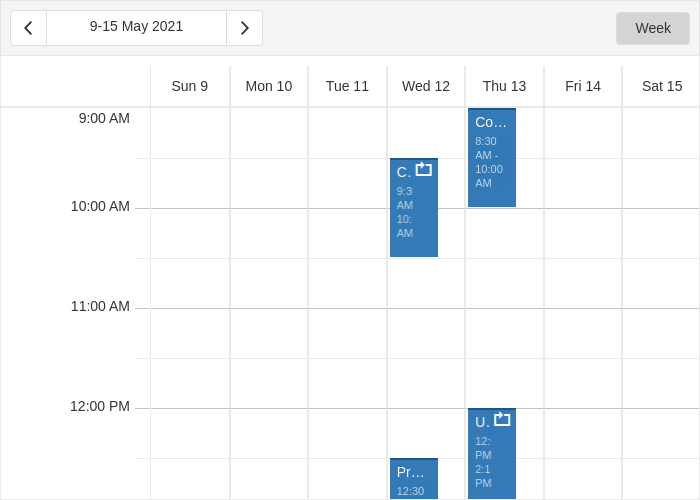 9-15 May 2021
Week
Sun 9 Mon 10 Tue 11 Wed 12 Thu 13 Fri 14 Sat 15
9:00 AM
Co…
8:30
AM -
10:00
AM
C.
9:3
AM
10:
AM
10:00 AM
11:00 AM
12:00 PM
U.
12:
PM
2:1
PM
Pr…
12:30